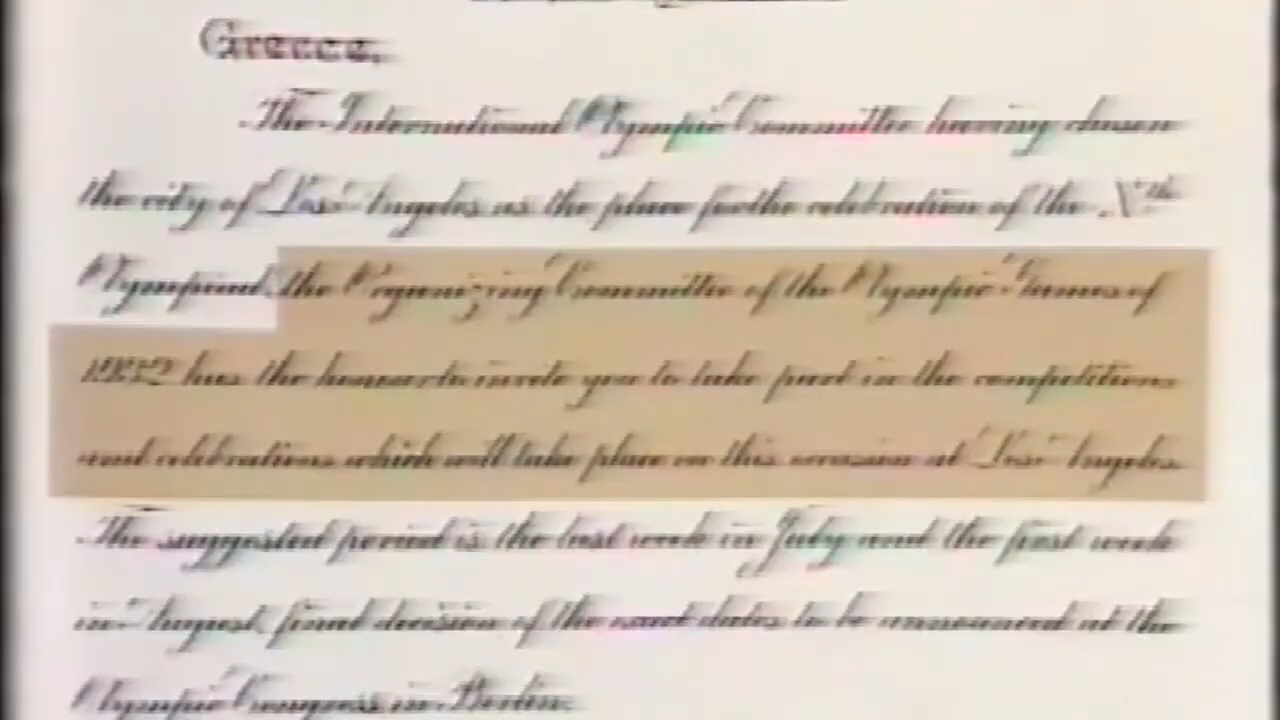 Greece,
The International Olympic Committee having chosen
the city of Los Angeles as the place for the celebration of the Xth
Olympiad, the Organizing Committee of the Olympic Games of
1932 has the honour to invite you to take part in the competitions
and celebrations which will take place on this occasion at Los Angeles.
The suggested period is the last week in July and the first week
in August, final decision of the exact dates to be announced at the
Olympic Congress in Berlin.